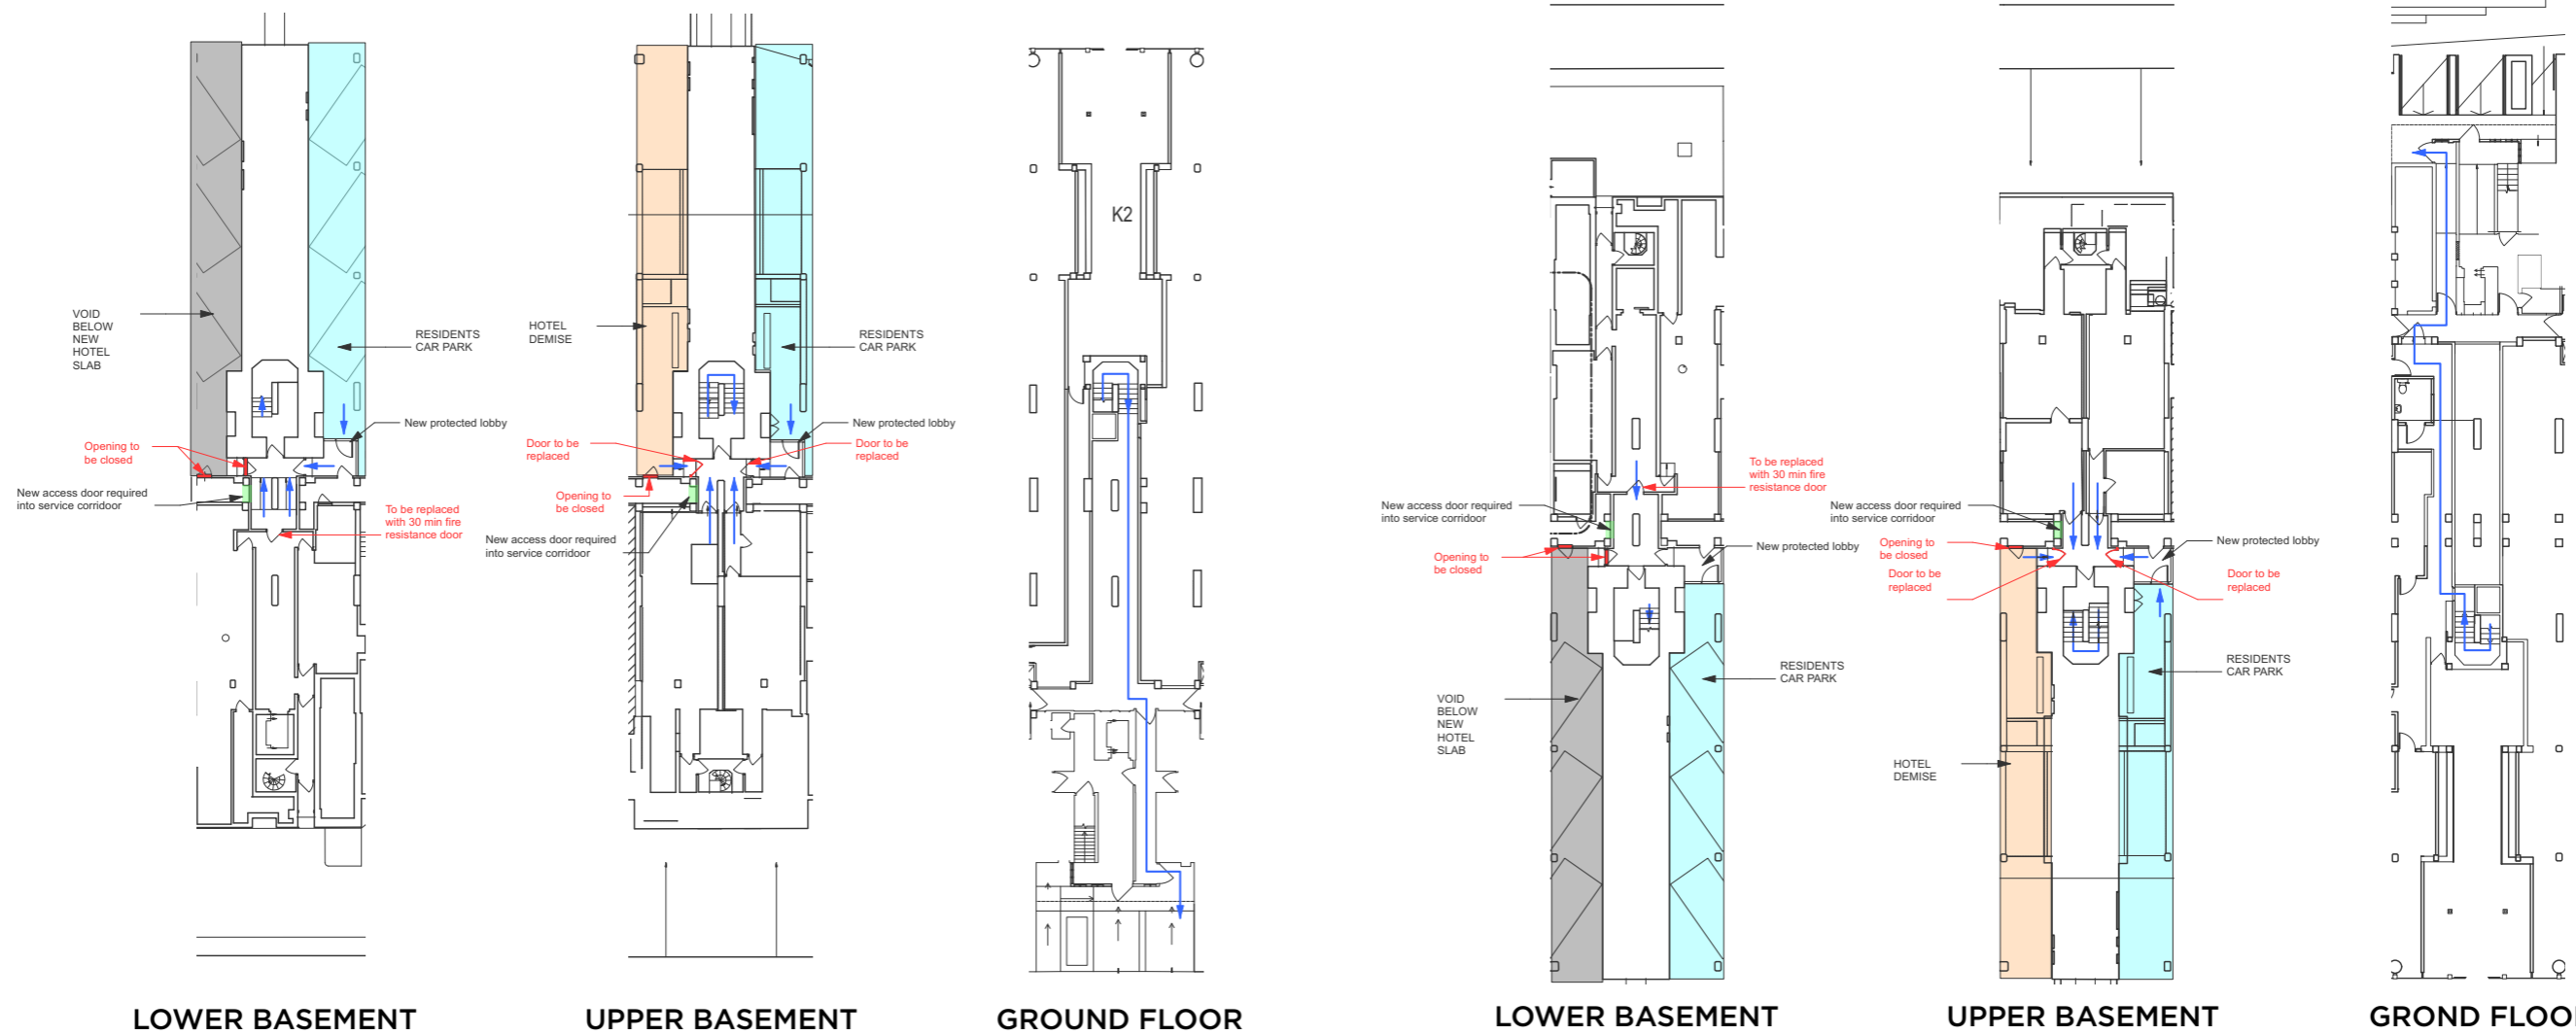 VOID
BELOW
NEW
HOTEL
SLAB
RESIDENTS
CAR PARK
New protected lobby
Opening to
be closed
New access door required
into service corridoor
To be replaced
with 30 min fire
resistance door
LOWER BASEMENT
HOTEL
DEMISE
RESIDENTS
CAR PARK
New protected lobby
Door to be
replaced
Door to be
replaced
Opening to
be closed
New access door required
into service corridoor
UPPER BASEMENT
K2
GROUND FLOOR
To be replaced
with 30 min fire
resistance door
New access door required
into service corridoor
Opening to
be closed
New protected lobby
RESIDENTS
CAR PARK
VOID
BELOW
NEW
HOTEL
SLAB
LOWER BASEMENT
New access door required
into service corridoor
Opening to
be closed
New protected lobby
Door to be
replaced
Door to be
replaced
RESIDENTS
CAR PARK
HOTEL
DEMISE
UPPER BASEMENT
GROND FLOO